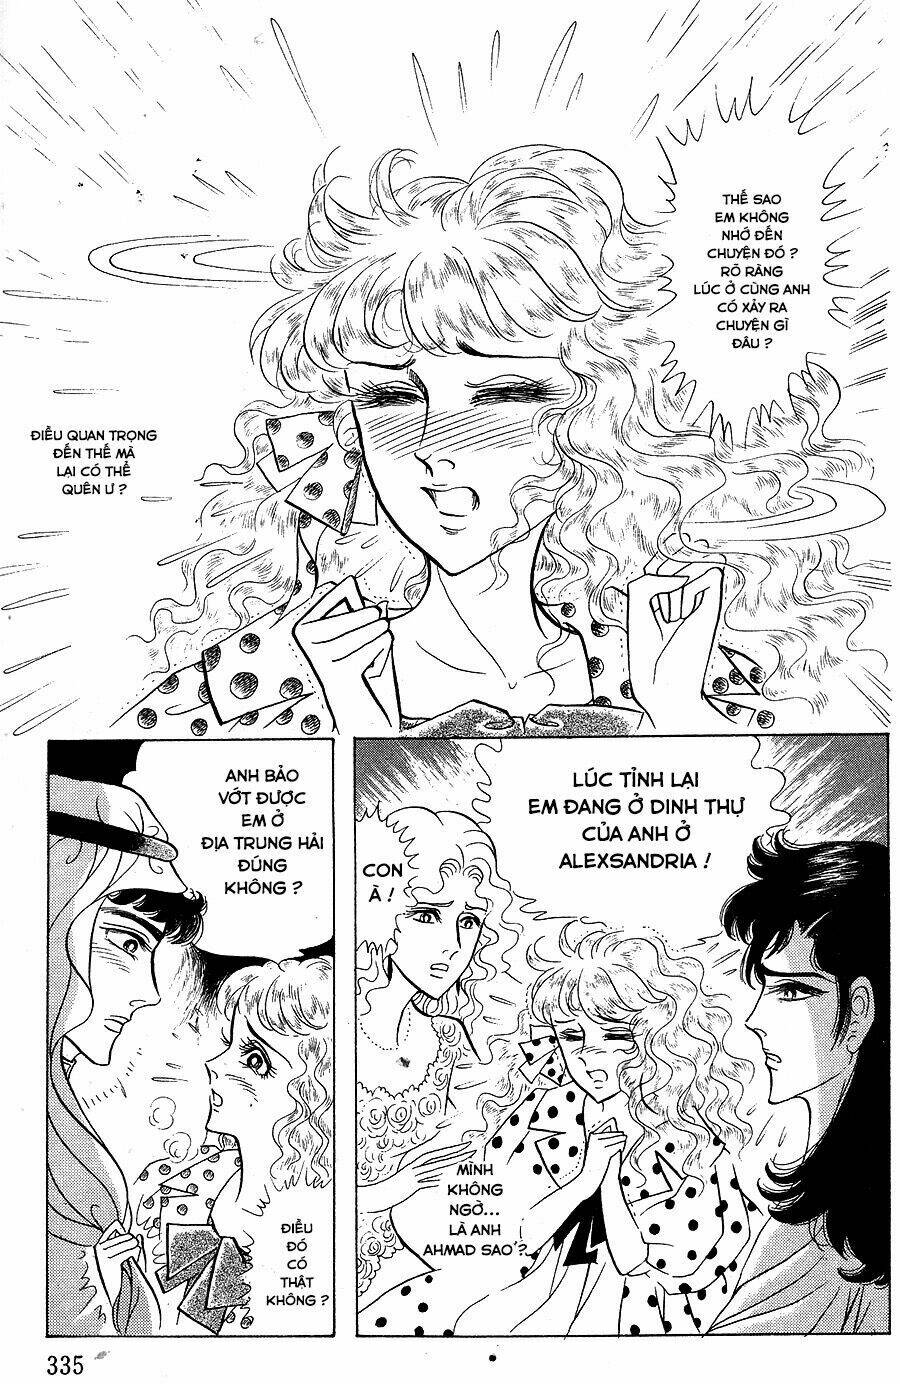 THẾ SAO
EM KHÔNG
NHỚ ĐẾN
CHUYỆN ĐÓ ?
RÕ RÀNG
LÚC Ở CÙNG ANH
CÓ XẢY RA
CHUYỆN GÌ
ĐÂU ?
ĐIỀU QUAN TRỌNG
ĐẾN THẾ MÀ
LẠI CÓ THỂ
QUÊN Ư ?
LÚC TỈNH LẠI
EM ĐANG Ở DINH THỰ
CỦA ANH Ở
ALEXSANDRIA !
CON
À !
MÌNH
KHÔNG
NGỜ...
LÀ ANH
AHMAD SAO ?
ANH BẢO
VỚT ĐƯỢC
EM Ở
ĐỊA TRUNG HẢI
ĐÚNG
KHÔNG ?
ĐIỀU
ĐÓ
CÓ
THẬT
KHÔNG ?
335